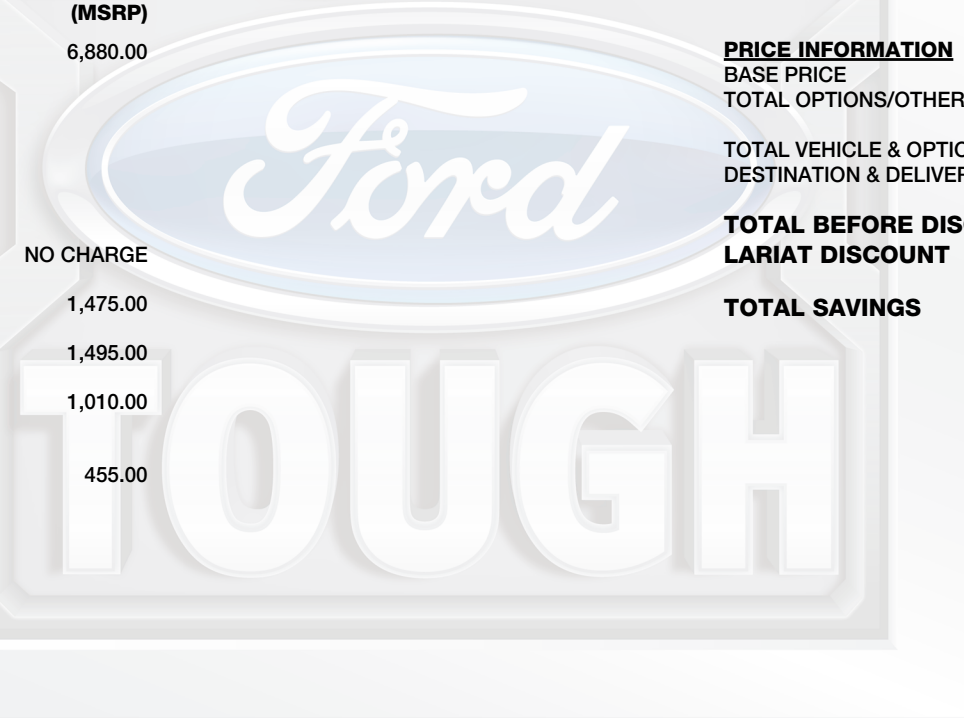 (MSRP)
6,880.00
NO CHARGE
1,475.00
1,495.00
1,010.00
455.00
PRICE INFORMATION
BASE PRICE
TOTAL OPTIONS/OTHER
TOTAL VEHICLE & OPTIO
DESTINATION & DELIVER
TOTAL BEFORE DIS
LARIAT DISCOUNT
TOTAL SAVINGS
Ford
TOUGH